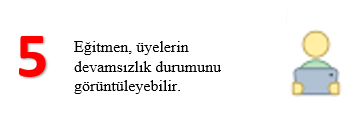 5
Eğitmen, üyelerin
devamsızlık durumunu
görüntüleyebilir.